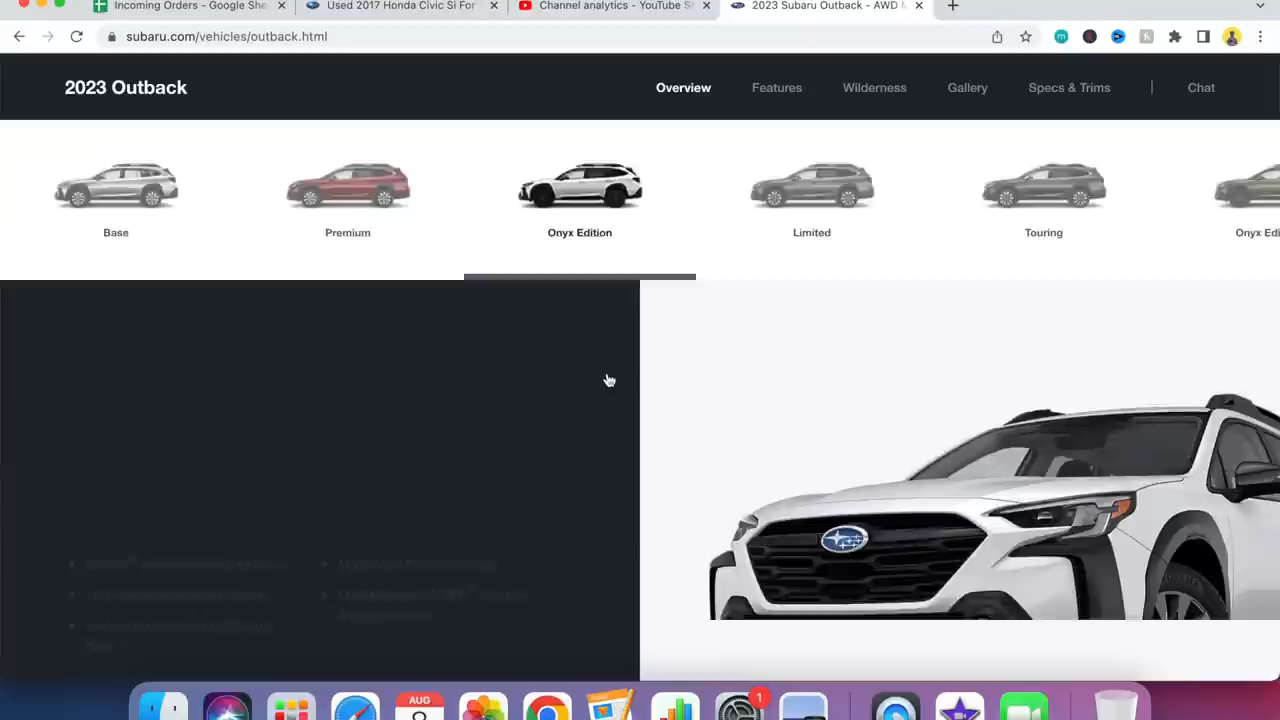 Incoming Orders - Google She
Used 2017 Honda Civic Si For
Channel analytics - YouTube S
2023 Subaru Outback - AWD
subaru.com/vehicles/outback.html
2023 Outback
Overview
Features
Wilderness
Gallery
Specs & Trims
Chat
Base
Premium
Onyx Edition
Limited
Touring
Onyx Edi
AUG
1